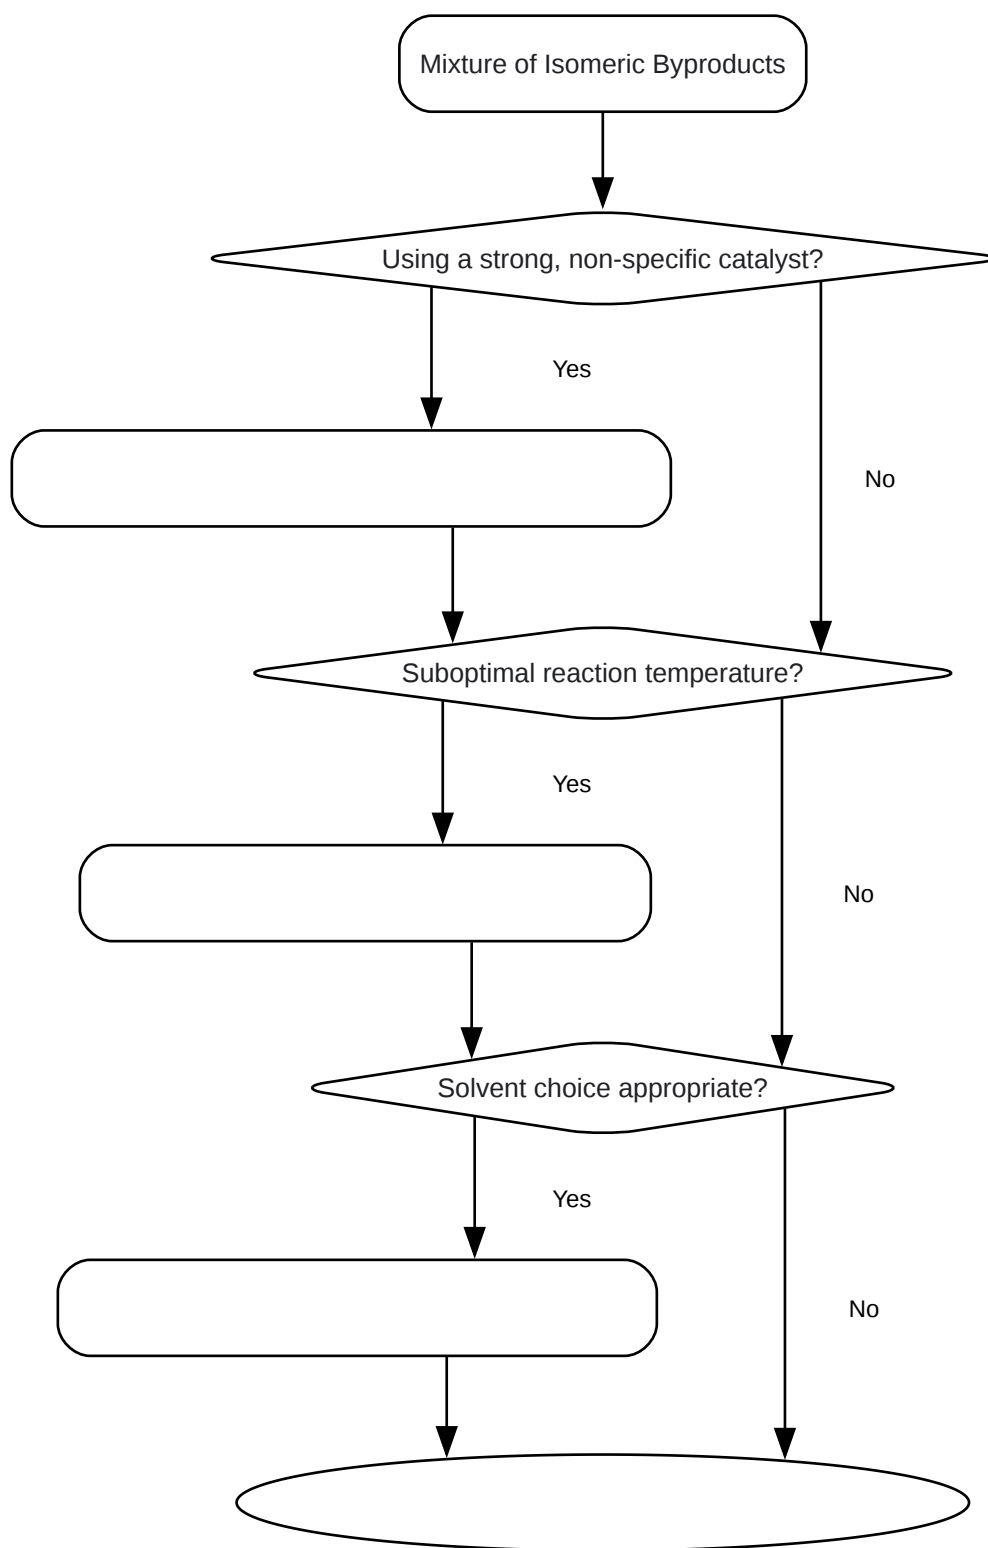 Mixture of Isomeric Byproducts
Using a strong, non-specific catalyst?
Yes
No
Suboptimal reaction temperature?
Yes
No
Solvent choice appropriate?
Yes
No